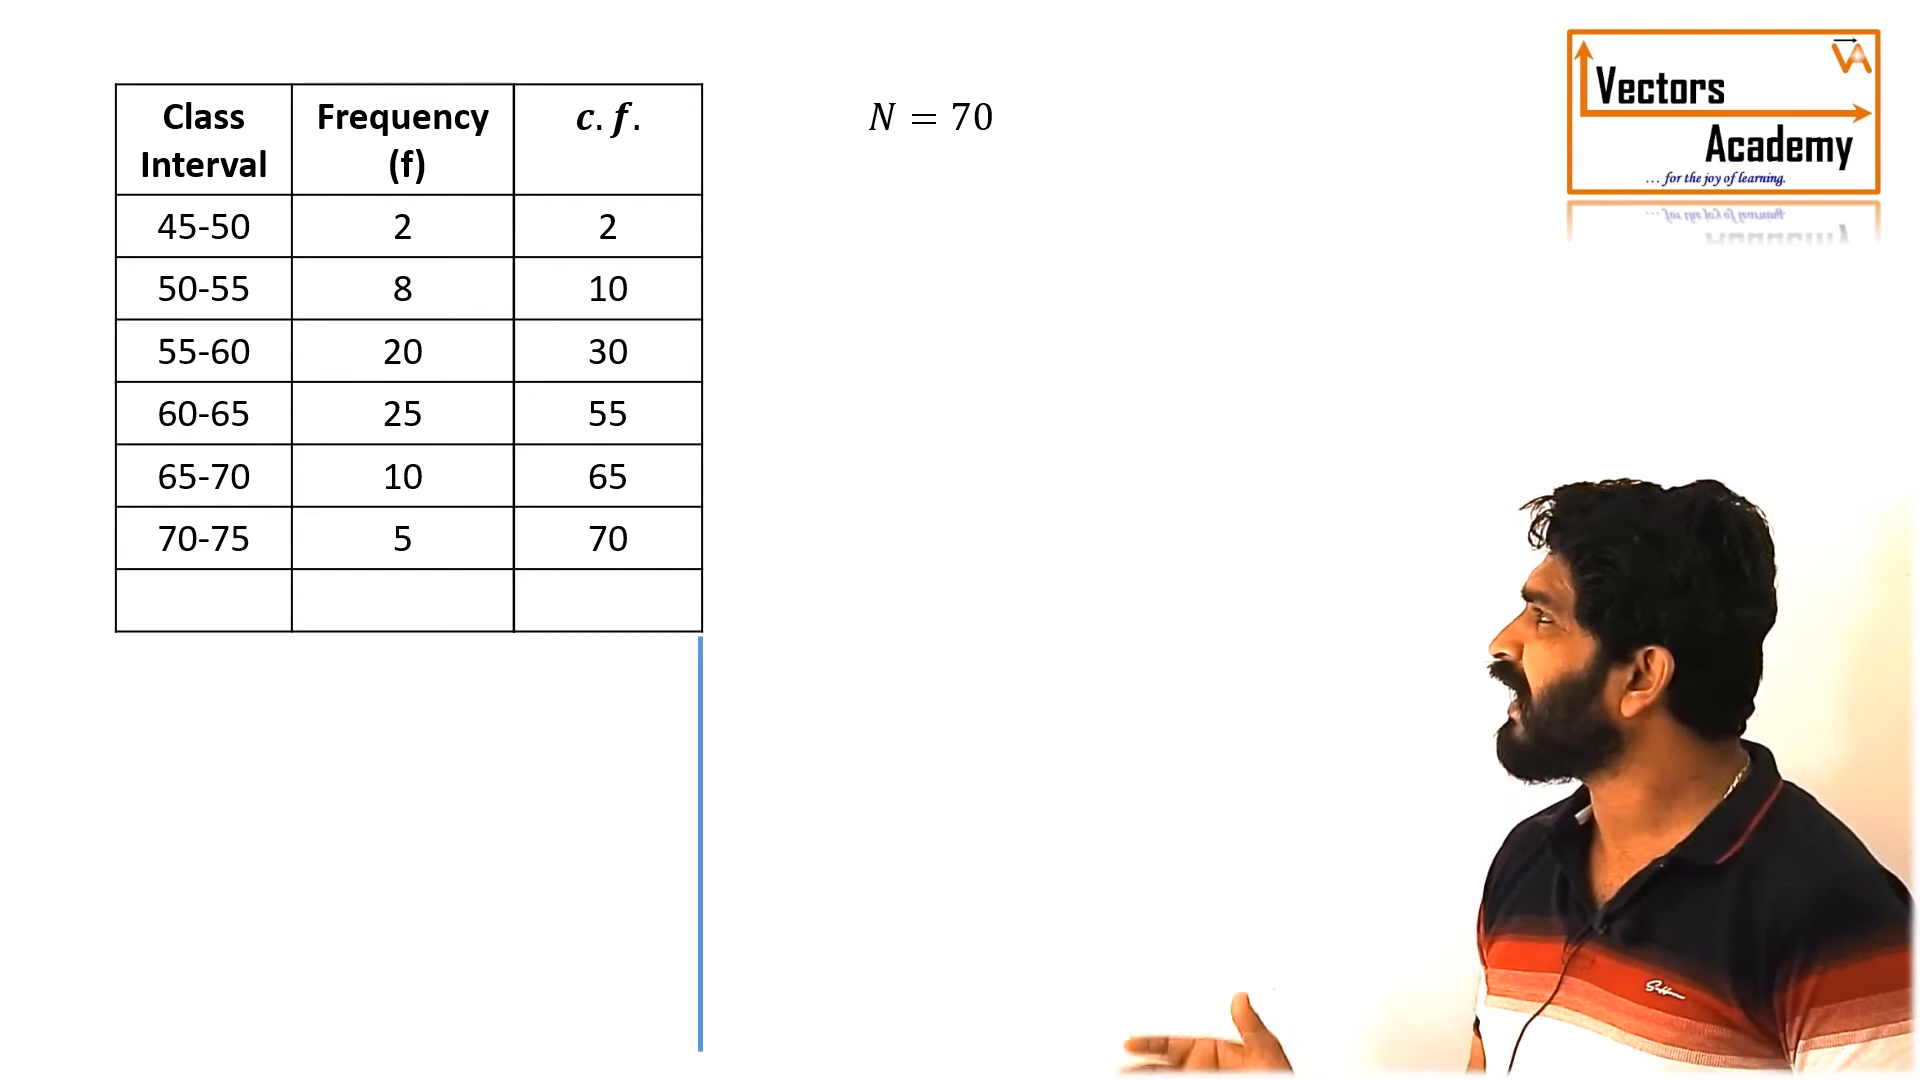 Class Interval Frequency (f) c.f.
45-50 2 2
50-55 8 10
55-60 20 30
60-65 25 55
65-70 10 65
70-75 5 70
N = 70
VA
Vectors
Academy
... for the joy of learning.